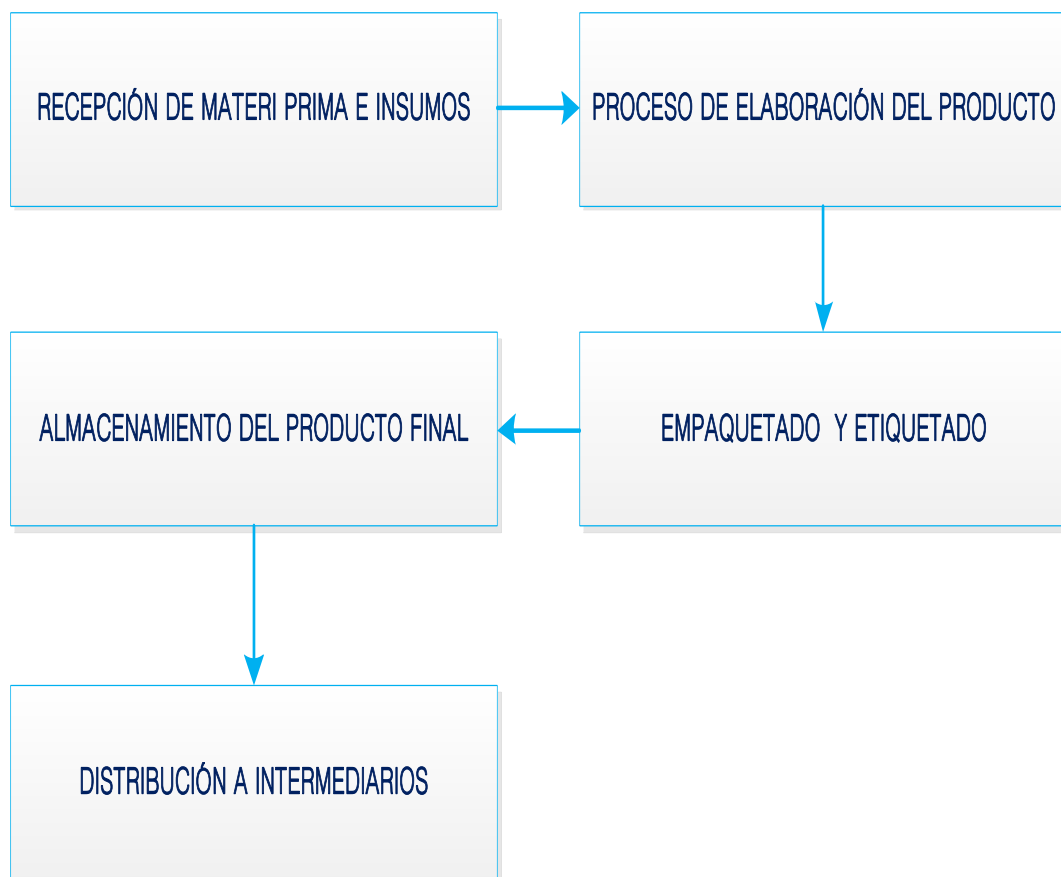 RECEPCIÓN DE MATERI PRIMA E INSUMOS
PROCESO DE ELABORACIÓN DEL PRODUCTO
EMPAQUETADO Y ETIQUETADO
ALMACENAMIENTO DEL PRODUCTO FINAL
DISTRIBUCIÓN A INTERMEDIARIOS